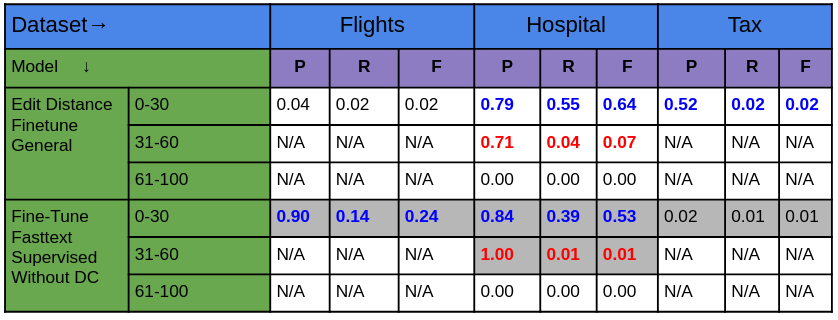 Dataset→ Flights Hospital Tax
Model ↓ P R F P R F P R F
Edit Distance Finetune General
0-30 0.04 0.02 0.02 0.79 0.55 0.64 0.52 0.02 0.02
31-60 N/A N/A N/A 0.71 0.04 0.07 N/A N/A N/A
61-100 N/A N/A N/A 0.00 0.00 0.00 N/A N/A N/A
Fine-Tune Fasttext Supervised Without DC
0-30 0.90 0.14 0.24 0.84 0.39 0.53 0.02 0.01 0.01
31-60 N/A N/A N/A 1.00 0.01 0.01 N/A N/A N/A
61-100 N/A N/A N/A 0.00 0.00 0.00 N/A N/A N/A